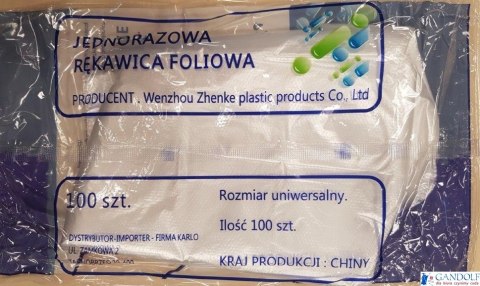 JEDNORAZOWA
RĘKAWICA FOLIOWA
PRODUCENT . Wenzhou Zhenke plastic products Co., Ltd
100 szt.
Rozmiar uniwersalny.
Ilość 100 szt.
DYSTRYBUTOR-IMPORTER - FIRMA KARLO
KRAJ PRODUKCJI : CHINY
GANDOLF